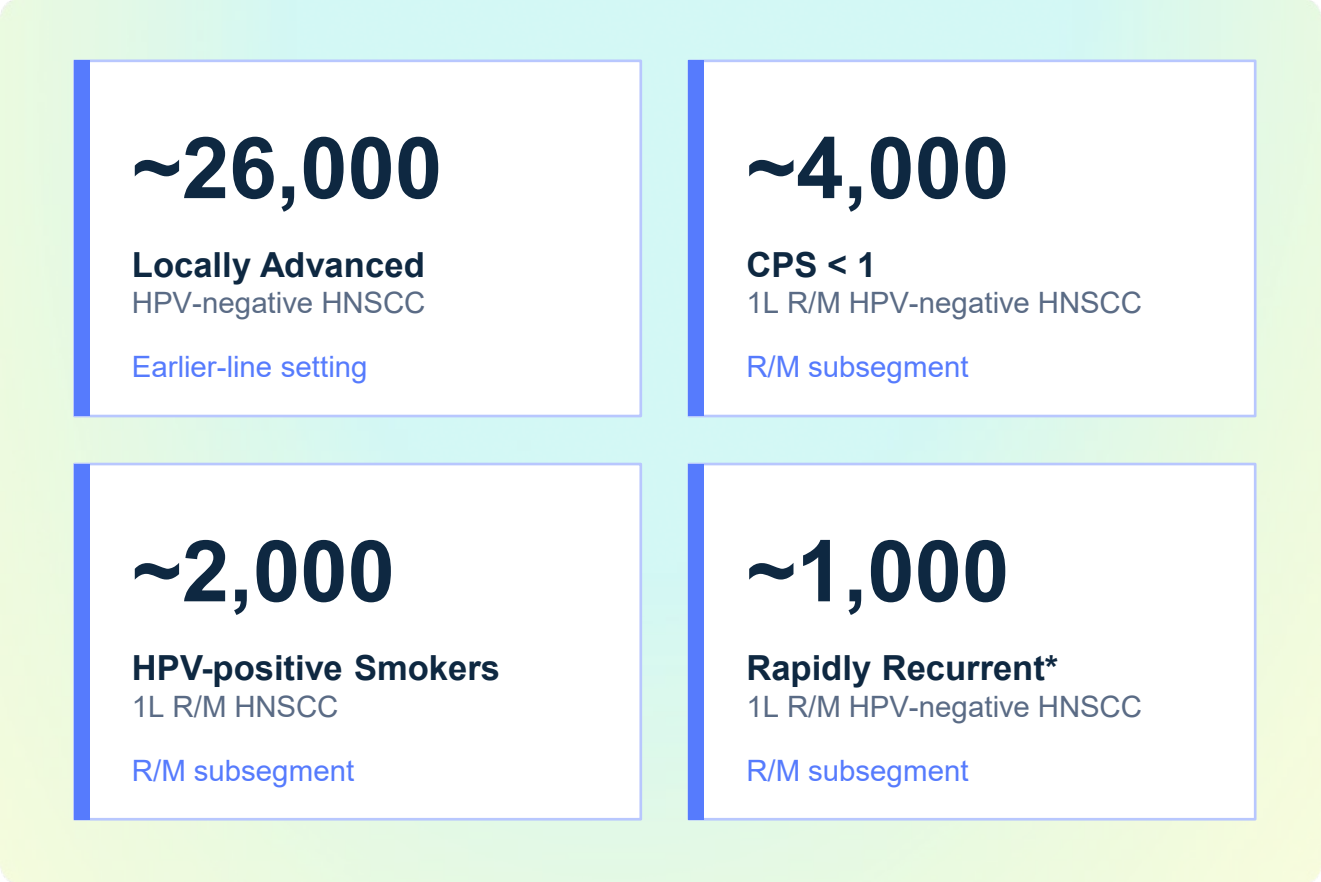 ~26,000
Locally Advanced
HPV-negative HNSCC
Earlier-line setting
~4,000
CPS < 1
1L R/M HPV-negative HNSCC
R/M subsegment
~2,000
HPV-positive Smokers
1L R/M HNSCC
R/M subsegment
~1,000
Rapidly Recurrent*
1L R/M HPV-negative HNSCC
R/M subsegment